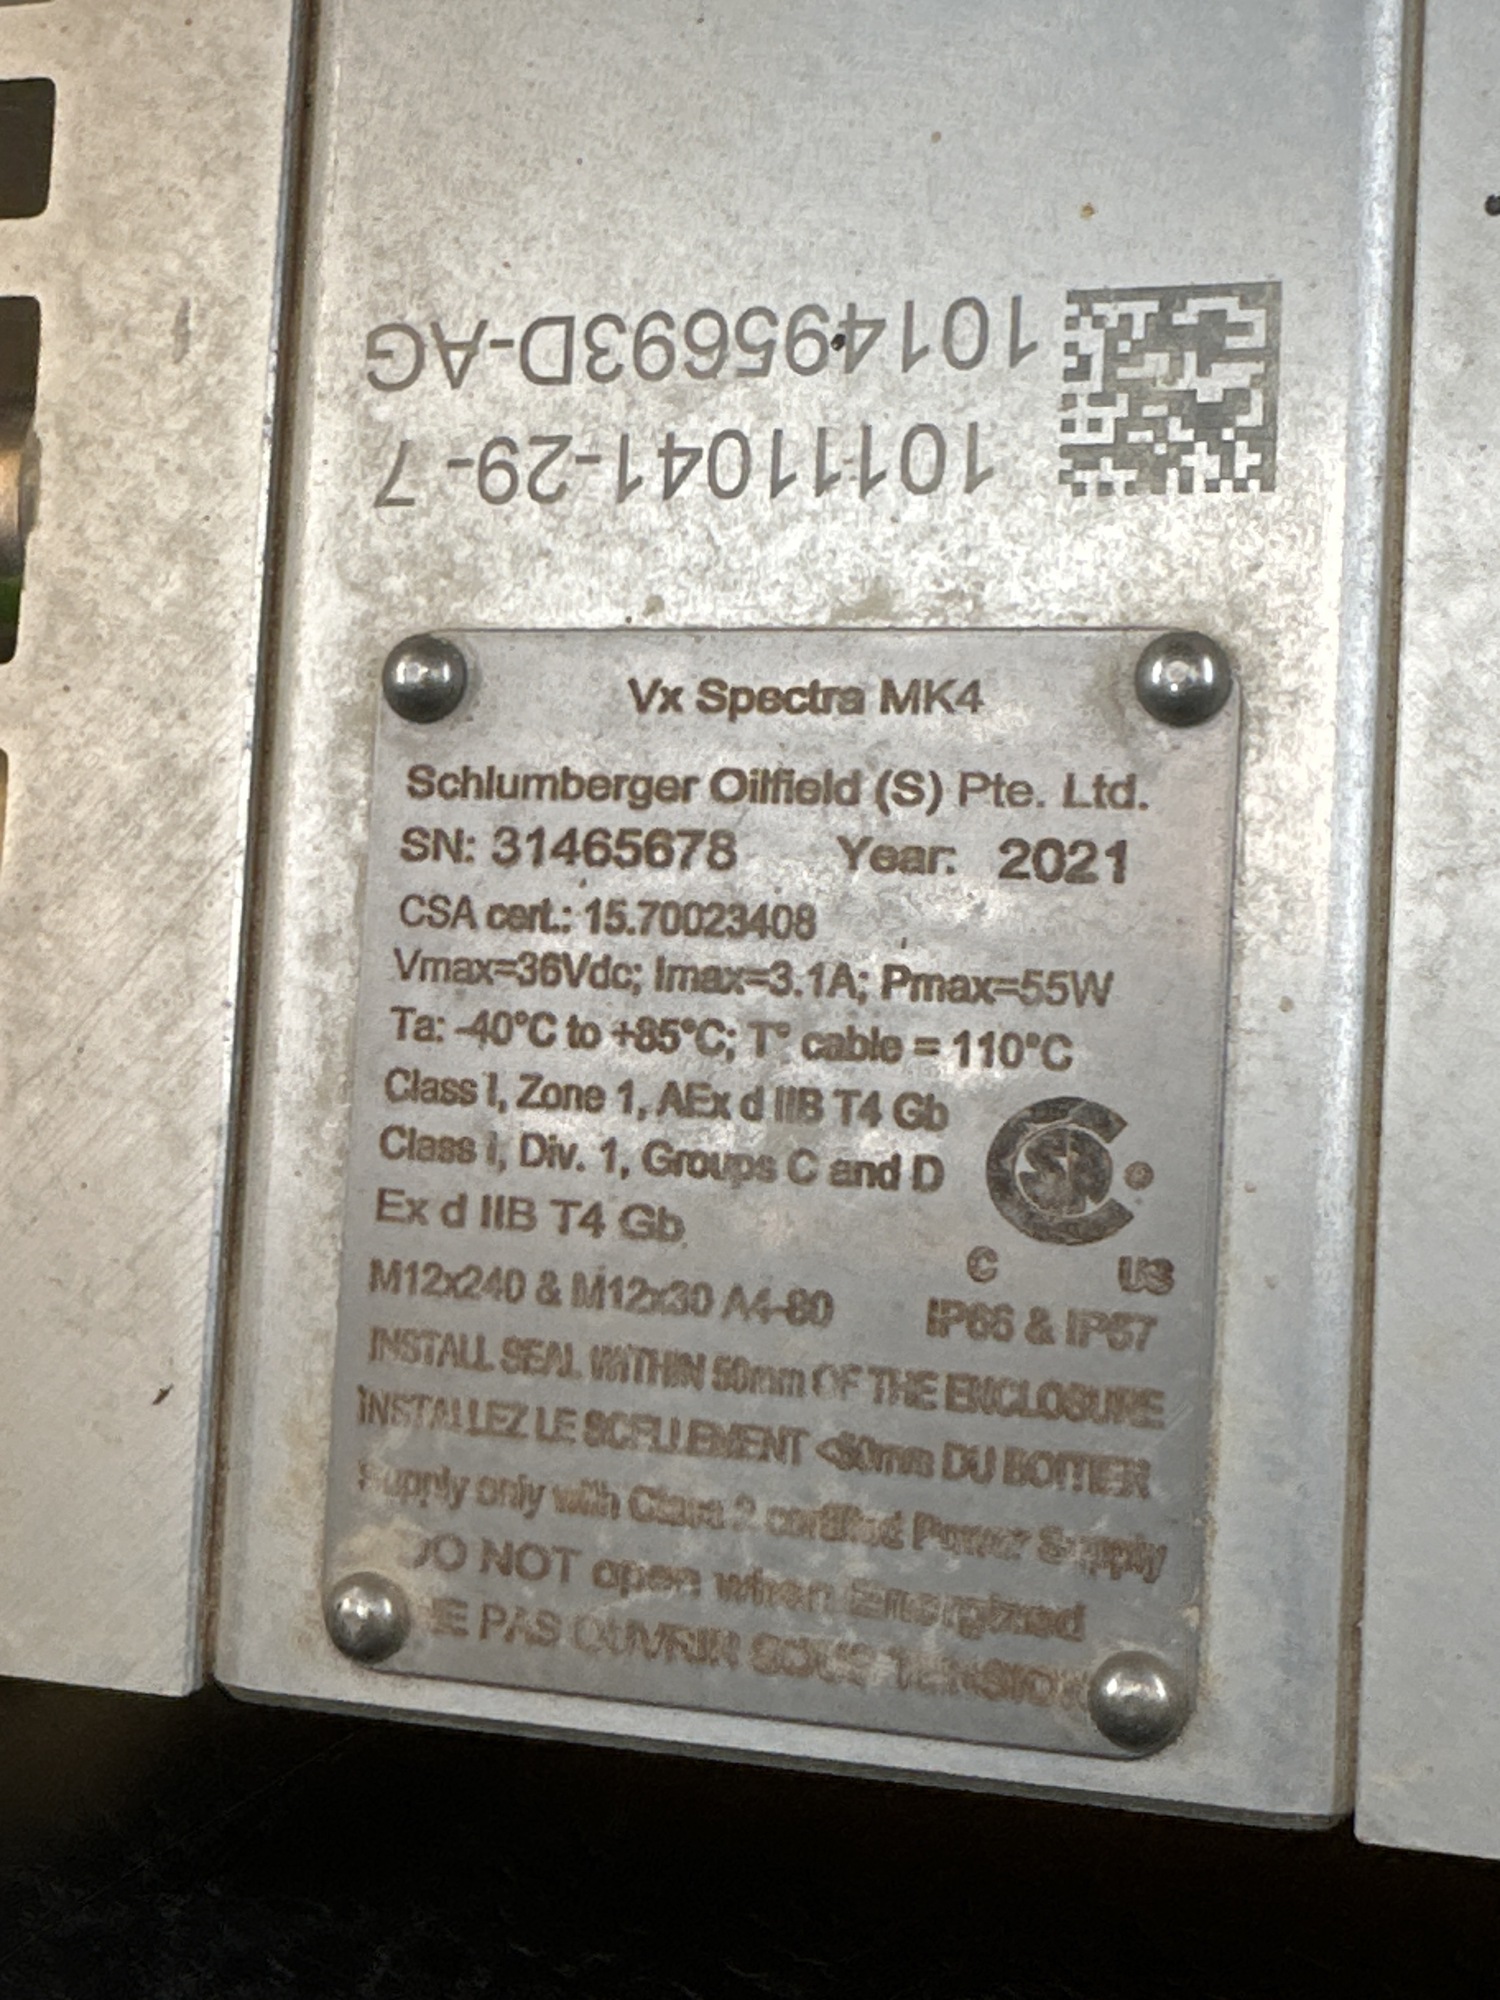 101495693D-AG
10111041-29-7
Vx Spectra MK4
Schlumberger Oilfield (S) Pte. Ltd.
SN: 31465678 Year: 2021
CSA cert.: 15.70023408
Vmax=36Vdc; Imax=3.1A; Pmax=55W
Ta: -40°C to +85°C; T° cable = 110°C
Class I, Zone 1, AEx d IIB T4 Gb
Class I, Div. 1, Groups C and D
Ex d IIB T4 Gb
C US
M12x240 & M12x30 A4-80 IP66 & IP67
INSTALL SEAL WITHIN 50mm OF THE ENCLOSURE
INSTALLEZ LE SCELLEMENT <50mm DU BOITIER
Supply only with Class 2 certified Power Supply
DO NOT open when Energized
NE PAS OUVRIR SOUS TENSION